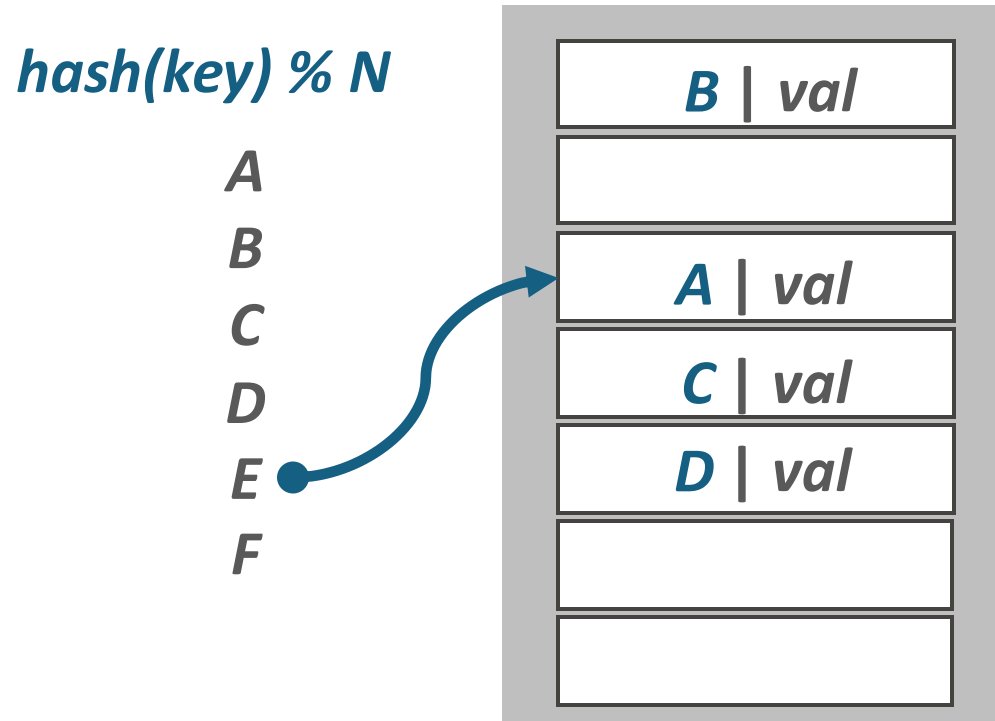 hash(key) % N
A
B
C
D
E
F
B | val
A | val
C | val
D | val